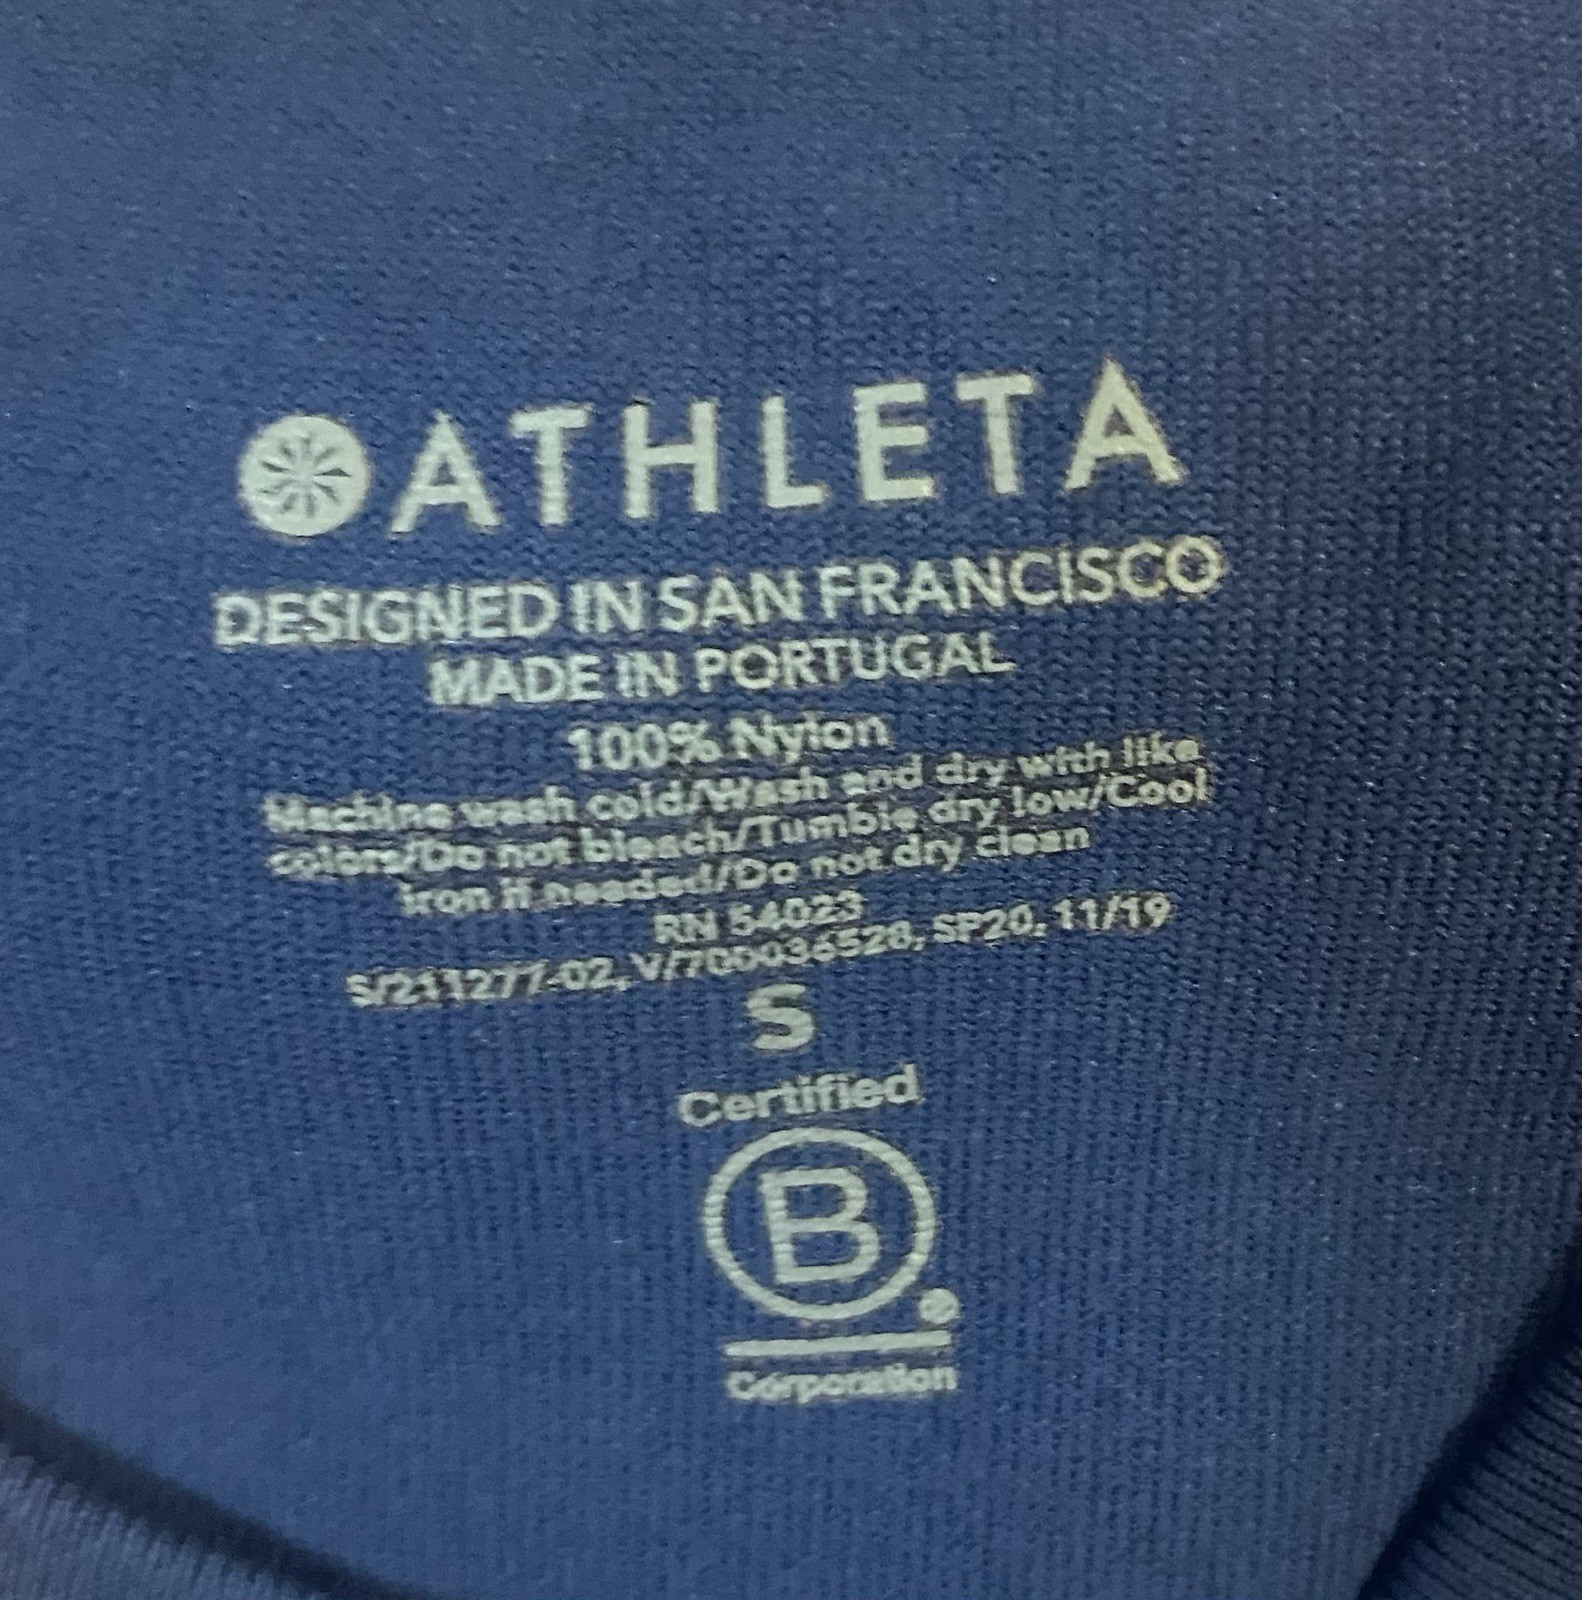 ATHLETA
DESIGNED IN SAN FRANCISCO
MADE IN PORTUGAL
100% Nylon
Machine wash cold/Wash and dry with like
colors/Do not bleach/Tumble dry low/Cool
iron if needed/Do not dry clean
RN 54023
S/211277-02, V/700036528, SP20, 11/19
S
Certified
B®
Corporation